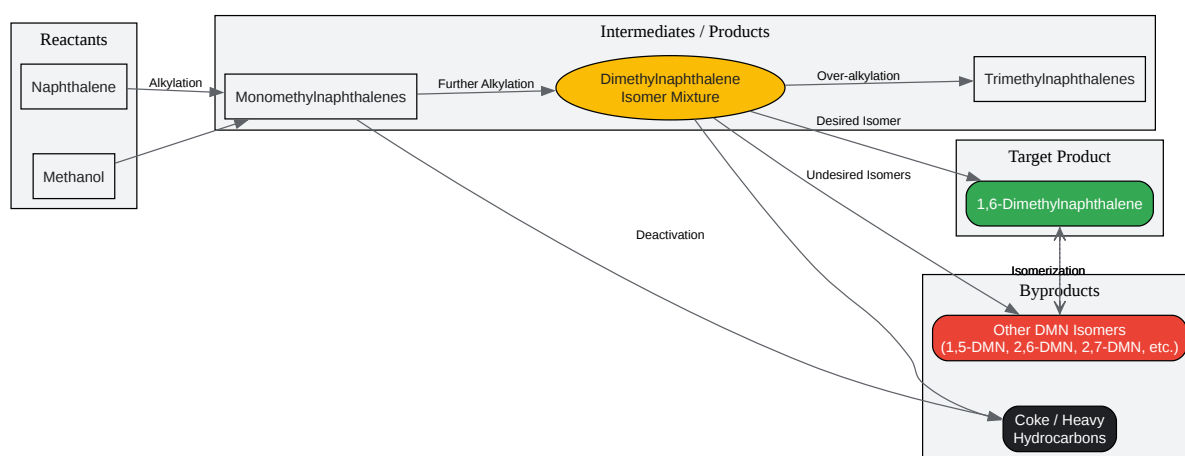 Reactants
Naphthalene
Methanol
Alkylation
Intermediates / Products
Monomethylnaphthalenes
Further Alkylation
Dimethylnaphthalene
Isomer Mixture
Over-alkylation
Trimethylnaphthalenes
Desired Isomer
Undesired Isomers
Deactivation
Target Product
1,6-Dimethylnaphthalene
Isomerization
Byproducts
Other DMN Isomers
(1,5-DMN, 2,6-DMN, 2,7-DMN, etc.)
Coke / Heavy
Hydrocarbons